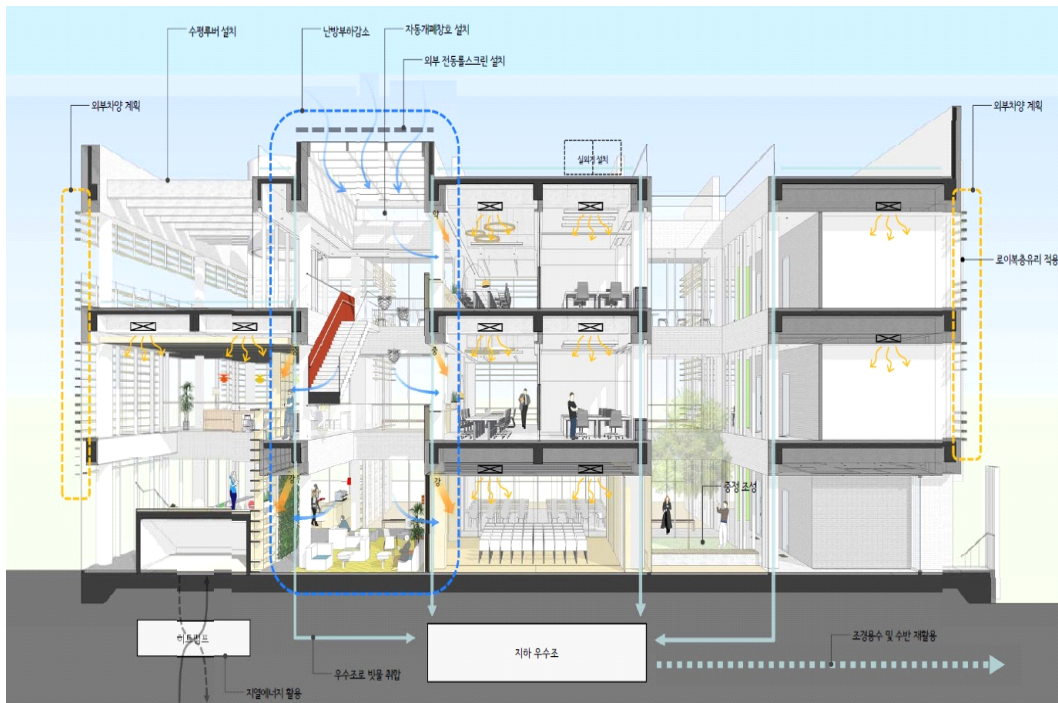 수평루버 설치
난방부하감소
자동개폐창호 설치
외부 전동롤스크린 설치
외부차양 계획
외부차양 계획
실외기 설치
약
로이복층유리 적용
중
강
강
중정 조성
히트펌프
지하 우수조
조경용수 및 수반 재활용
우수조로 빗물 취합
지열에너지 활용